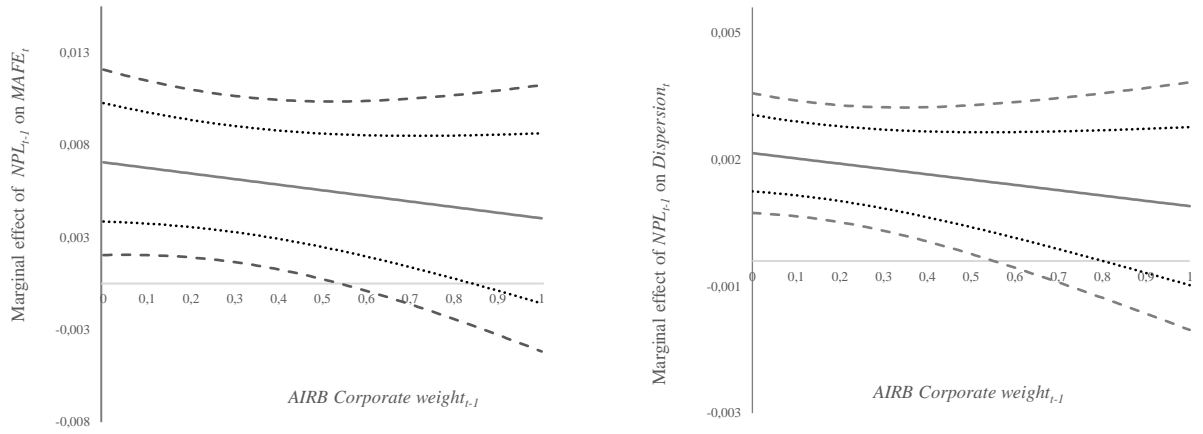 Marginal effect of NPLt-1 on MAFEt
0,013
0,008
0,003
-0,003
-0,008
0 0,1 0,2 0,3 0,4 0,5 0,6 0,7 0,8 0,9 1
AIRB Corporate weightt-1
Marginal effect of NPLt-1 on Dispersiont
0,005
0,002
-0,001
-0,003
0 0,1 0,2 0,3 0,4 0,5 0,6 0,7 0,8 0,9 1
AIRB Corporate weightt-1